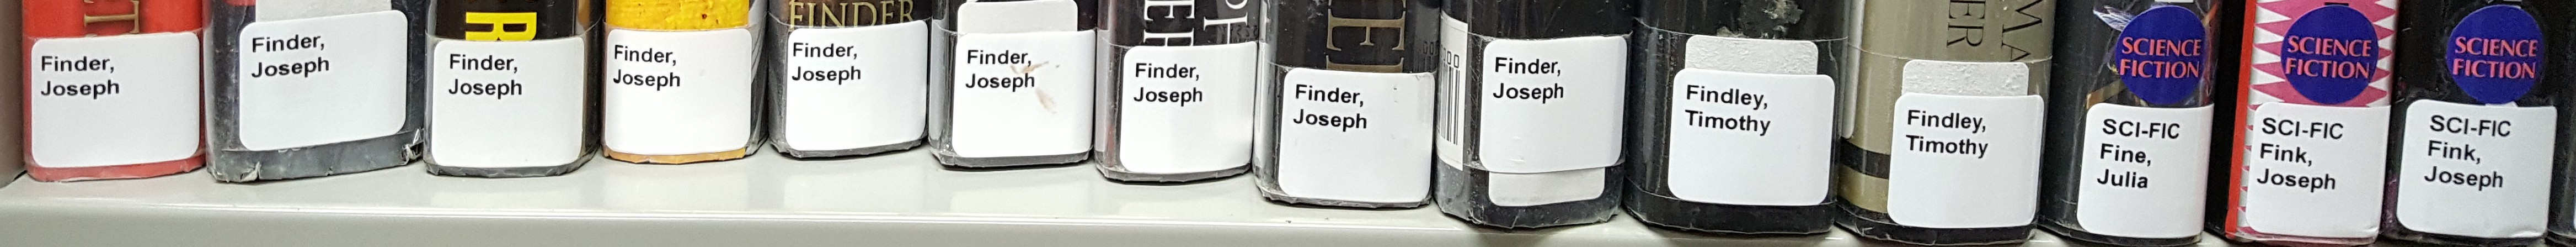 Finder,
Joseph
Finder,
Joseph
Finder,
Joseph
Finder,
Joseph
FINDER
Finder,
Joseph
Finder,
Joseph
Finder,
Joseph
Finder,
Joseph
Finder,
Joseph
Findley,
Timothy
Findley,
Timothy
SCIENCE
FICTION
SCI-FIC
Fine,
Julia
SCIENCE
FICTION
SCI-FIC
Fink,
Joseph
SCIENCE
FICTION
SCI-FIC
Fink,
Joseph